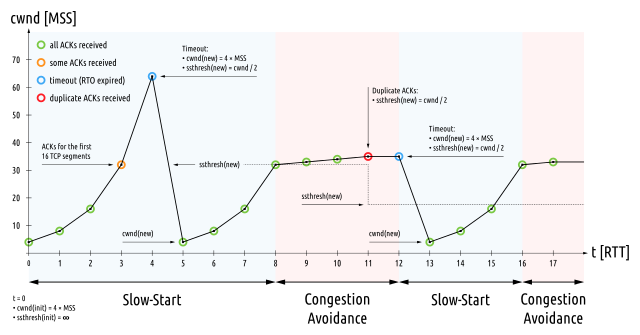 cwnd [MSS]
all ACKs received
some ACKs received
timeout (RTO expired)
duplicate ACKs received
Timeout:
• cwnd(new) = 4 × MSS
• ssthresh(new) = cwnd / 2
Duplicate ACKs:
• ssthresh(new) = cwnd / 2
Timeout:
• cwnd(new) = 4 × MSS
• ssthresh(new) = cwnd / 2
ACKs for the first
16 TCP segments
ssthresh(new)
ssthresh(new)
cwnd(new)
cwnd(new)
70
60
50
40
30
20
10
0 1 2 3 4 5 6 7 8 9 10 11 12 13 14 15 16 17
t [RTT]
Slow-Start
Congestion
Avoidance
Slow-Start
Congestion
Avoidance
t = 0
• cwnd(init) = 4 × MSS
• ssthresh(init) = ∞